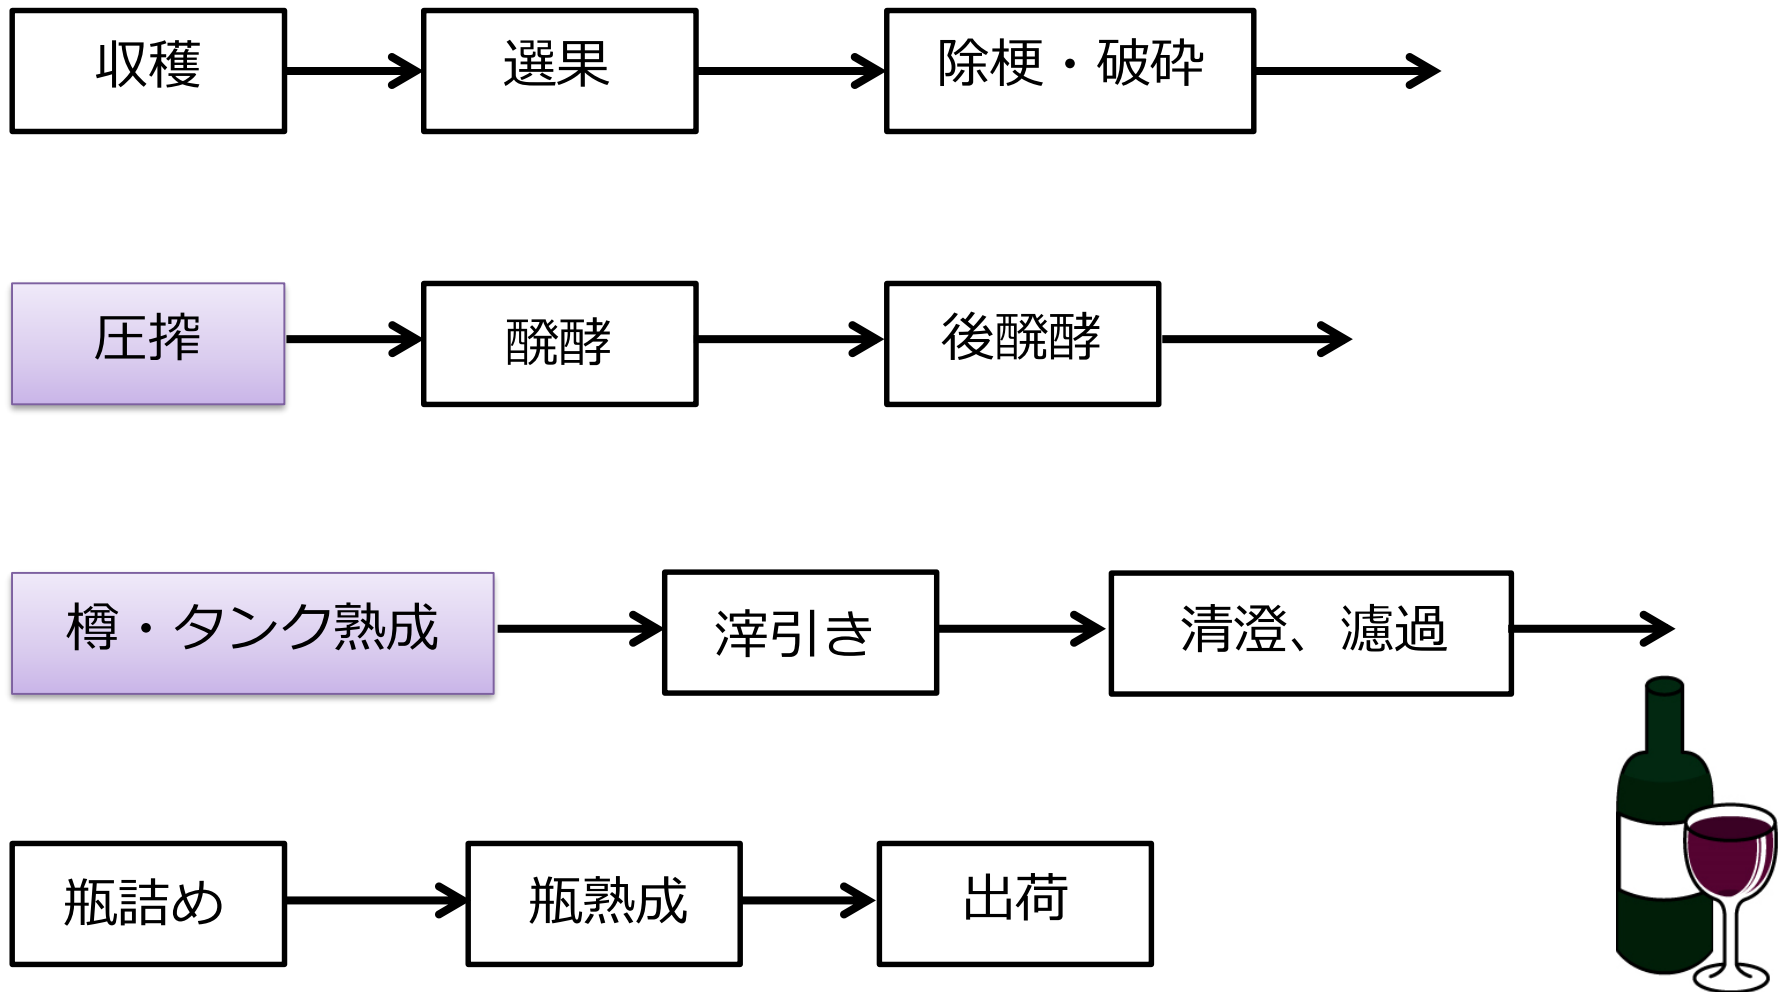 収穫
選果
除梗・破砕
圧搾
醗酵
後醗酵
樽・タンク熟成
滓引き
清澄、濾過
瓶詰め
瓶熟成
出荷